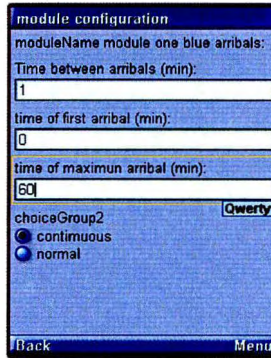 module configuration
moduleName module one blue arribals:
Time between arribals (min):
1
time of first arribal (min):
0
time of maximun arribal (min):
60
Qwerty
choiceGroup2
contimuous
normal
Back Menu